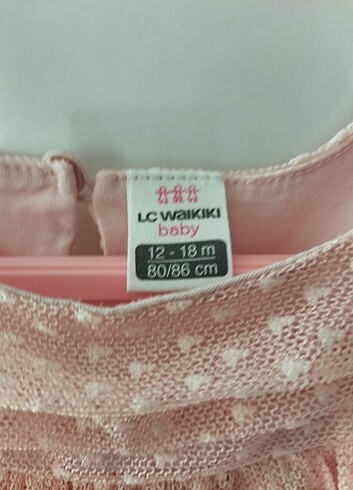 LC WAIKIKI
baby
12 - 18 m
80/86 cm